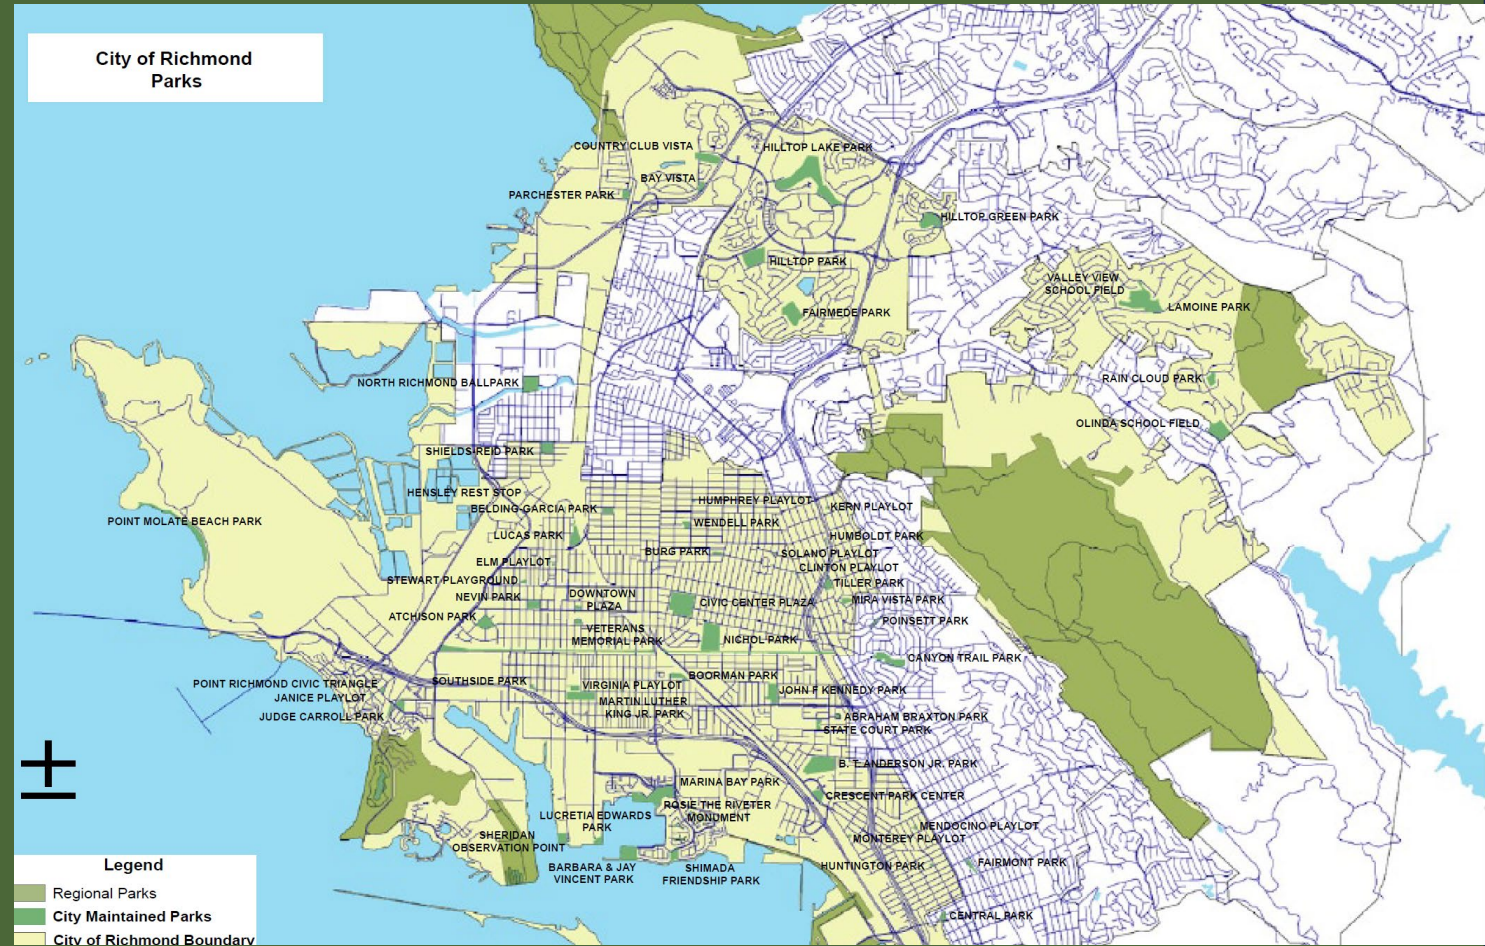 City of Richmond
Parks
COUNTRY CLUB VISTA
HILLTOP LAKE PARK
BAY VISTA
PARCHESTER PARK
HILLTOP GREEN PARK
HILLTOP PARK
VALLEY VIEW
SCHOOL FIELD
LAMOINE PARK
FAIRMEDE PARK
RAIN CLOUD PARK
NORTH RICHMOND BALLPARK
OLINDA SCHOOL FIELD
SHIELDS-REID PARK
HENSLEY REST STOP
HUMPHREY PLAYLOT
KERN PLAYLOT
BELDING GARCIA PARK
POINT MOLATE BEACH PARK
WENDELL PARK
LUCAS PARK
HUMBOLDT PARK
BURG PARK
SOLANO PLAYLOT
ELM PLAYLOT
CLINTON PLAYLOT
STEWART PLAYGROUND
TILLER PARK
NEVIN PARK
DOWNTOWN
PLAZA
CIVIC CENTER PLAZA
MIRA VISTA PARK
ATCHISON PARK
POINSETT PARK
VETERANS
MEMORIAL PARK
NICHOL PARK
CANYON TRAIL PARK
BOORMAN PARK
POINT RICHMOND CIVIC TRIANGLE
SOUTHSIDE PARK
VIRGINIA PLAYLOT
JOHN F KENNEDY PARK
JANICE PLAYLOT
MARTIN LUTHER
KING JR. PARK
JUDGE CARROLL PARK
ABRAHAM BRAXTON PARK
STATE COURT PARK
B. T. ANDERSON JR. PARK
MARINA BAY PARK
CRESCENT PARK CENTER
ROSIE THE RIVETER
MONUMENT
LUCRETIA EDWARDS
PARK
MENDOCINO PLAYLOT
SHERIDAN
OBSERVATION POINT
MONTEREY PLAYLOT
FAIRMONT PARK
HUNTINGTON PARK
BARBARA & JAY
VINCENT PARK
SHIMADA
FRIENDSHIP PARK
CENTRAL PARK
Legend
Regional Parks
City Maintained Parks
City of Richmond Boundary